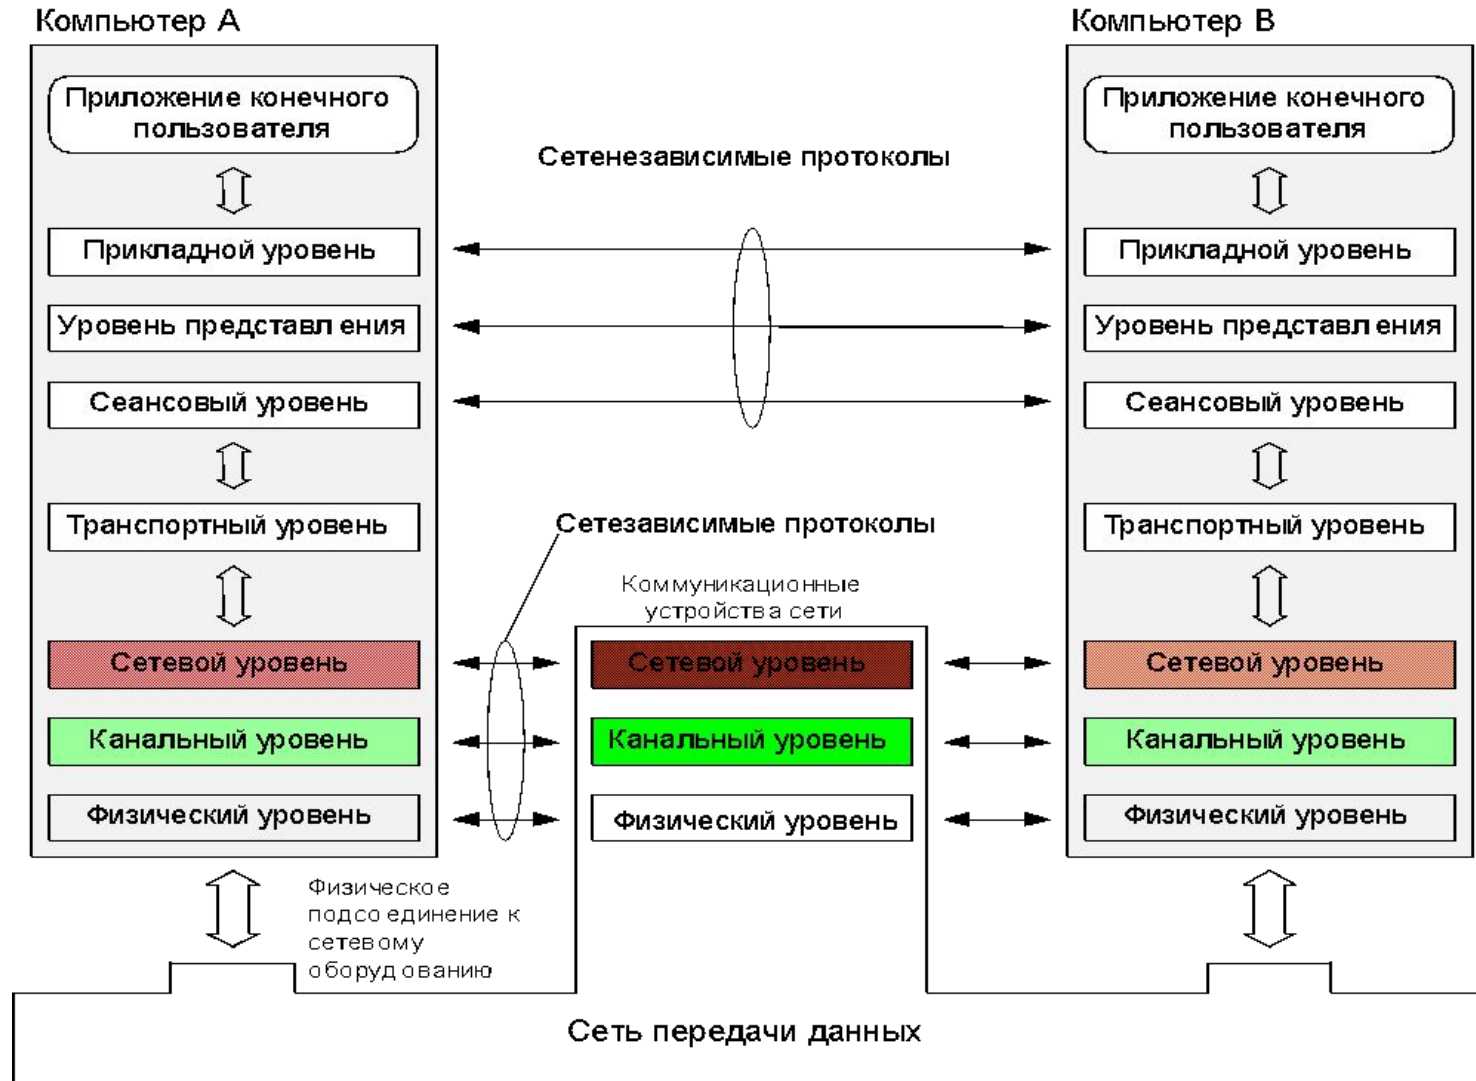 Компьютер А
Приложение конечного
пользователя
Прикладной уровень
Уровень представления
Сеансовый уровень
Транспортный уровень
Сетевой уровень
Канальный уровень
Физический уровень
Физическое
подсоединение к
сетевому
оборудованию
Сетенезависимые протоколы
Сетезависимые протоколы
Коммуникационные
устройства сети
Сетевой уровень
Канальный уровень
Физический уровень
Компьютер В
Приложение конечного
пользователя
Прикладной уровень
Уровень представления
Сеансовый уровень
Транспортный уровень
Сетевой уровень
Канальный уровень
Физический уровень
Сеть передачи данных